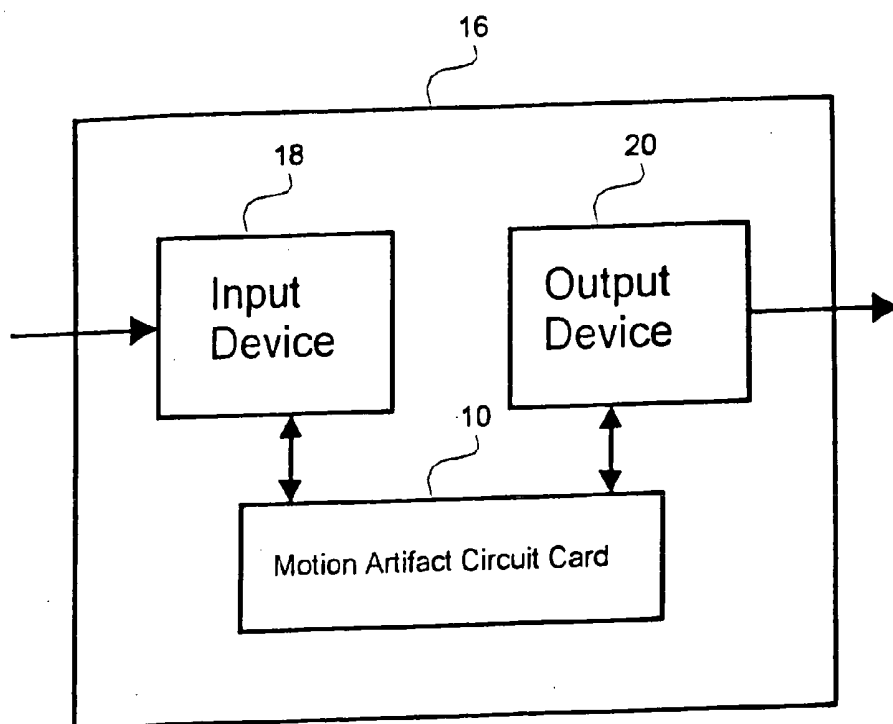 16
18
20
Input
Device
Output
Device
10
Motion Artifact Circuit Card